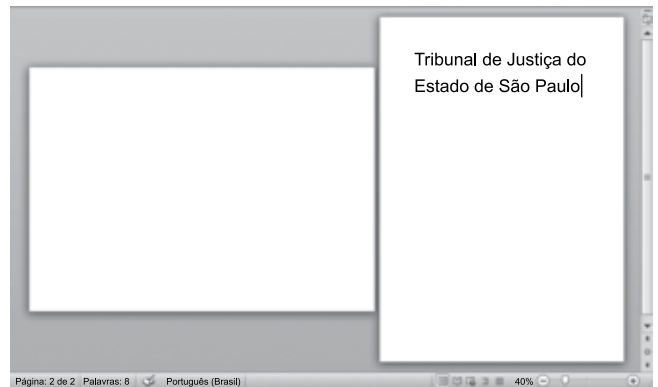 Tribunal de Justiça do
Estado de São Paulo
Página: 2 de 2 Palavras: 8 Português (Brasil) 40%